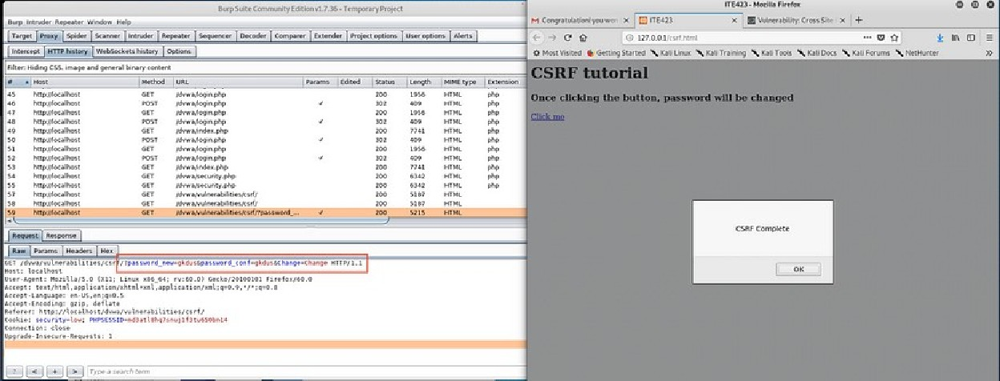 Burp Suite Community Edition v1.7.36 - Temporary Project
Burp Intruder Repeater Window Help
Target Proxy Spider Scanner Intruder Repeater Sequencer Decoder Comparer Extender Project options User options Alerts
Intercept HTTP history WebSockets history Options
Filter: Hiding CSS, image and general binary content
# Host Method URL Params Edited Status Length MIME type Extension
45 http://localhost GET /dvwa/login.php 200 1956 HTML php
46 http://localhost POST /dvwa/login.php ✓ 302 409 HTML php
47 http://localhost GET /dvwa/login.php 200 1956 HTML php
48 http://localhost POST /dvwa/login.php ✓ 302 409 HTML php
49 http://localhost GET /dvwa/index.php 200 7741 HTML php
50 http://localhost POST /dvwa/login.php ✓ 302 409 HTML php
51 http://localhost GET /dvwa/login.php 200 1956 HTML php
52 http://localhost POST /dvwa/login.php ✓ 302 409 HTML php
53 http://localhost GET /dvwa/index.php 200 7741 HTML php
54 http://localhost GET /dvwa/security.php 200 6342 HTML php
55 http://localhost GET /dvwa/security.php 200 6342 HTML php
57 http://localhost GET /dvwa/vulnerabilities/csrf/ 200 5187 HTML
58 http://localhost GET /dvwa/vulnerabilities/csrf/ 200 5187 HTML
59 http://localhost GET /dvwa/vulnerabilities/csrf/?password_... ✓ 200 5215 HTML
Request Response
Raw Params Headers Hex
GET /dvwa/vulnerabilities/csrf/?password_new=gkdus&password_conf=gkdus&Change=Change HTTP/1.1
Host: localhost
User-Agent: Mozilla/5.0 (X11; Linux x86_64; rv:60.0) Gecko/20100101 Firefox/60.0
Accept: text/html,application/xhtml+xml,application/xml;q=0.9,*/*;q=0.8
Accept-Language: en-US,en;q=0.5
Accept-Encoding: gzip, deflate
Referer: http://localhost/dvwa/vulnerabilities/csrf/
Cookie: security=low; PHPSESSID=
Connection: close
Upgrade-Insecure-Requests: 1
? < + > Type a search term
ITE423 - Mozilla Firefox
Congratulation! you won × ITE423 × Vulnerability: Cross Site × +
127.0.0.1/csrf.html
Most Visited Getting Started Kali Linux Kali Training Kali Tools Kali Docs Kali Forums NetHunter »
CSRF tutorial
Once clicking the button, password will be changed
Click me
CSRF Complete
OK